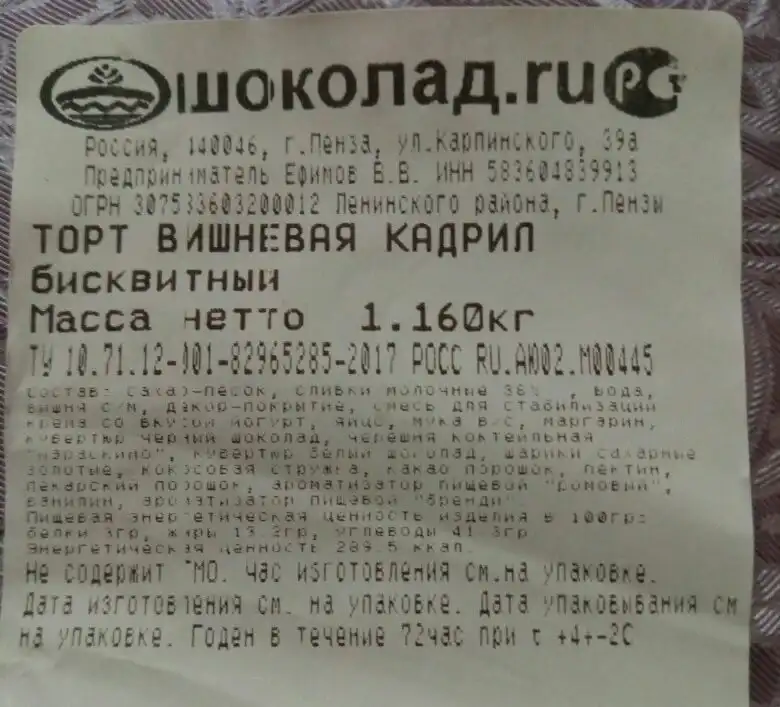 шоколад.ru РСТ
Россия, 440046, г.Пенза, ул.Карпинского, 39а
Предприниматель Ефимов В.В. ИНН 583604839913
ОГРН 307583603200012 Ленинского района, г.Пензы
ТОРТ ВИШНЕВАЯ КАДРИЛ
бисквитный
Масса нетто 1.160кг
ТУ 10.71.12-001-82965285-2017 РОСС RU.АЮ02.М00445
Состав: сахар-песок, сливки молочные 36% , вода,
вишня с/м, декор-покрытие, смесь для стабилизации
крема со вкусом йогурт, яйцо, мука в/с, маргарин,
кувертюр черный шоколад, черешня коктейльная
"мараскино", кувертюр белый шоколад, шарики сахарные
золотые, кокосовая стружка, какао порошок, пектин,
пекарский порошок, ароматизатор пищевой "ромовый",
ванилин, ароматизатор пищевой "бренди"
Пищевая энергетическая ценность изделия в 100гр:
белки 3гр, жиры 13.2гр, углеводы 41.3гр
Энергетическая ценность 289.5 ккал.
Не содержит ГМО. Час изготовления см.на упаковке.
Дата изготовления см. на упаковке. Дата упаковывания см
на упаковке. Годен в течение 72час при t +4+-2С